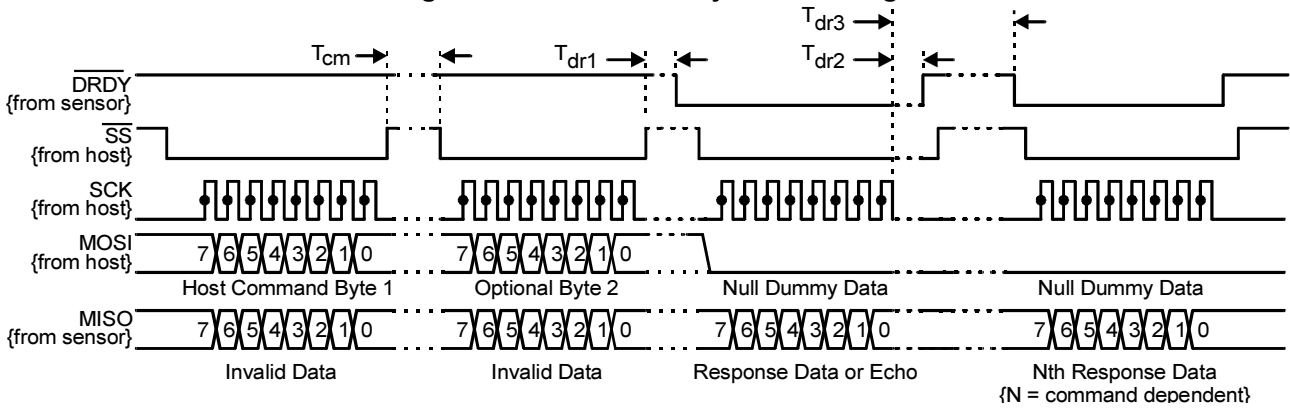 Tdr3
Tcm Tdr1 Tdr2
DRDY
{from sensor}
SS
{from host}
SCK
{from host}
MOSI
{from host}
7 6 5 4 3 2 1 0 7 6 5 4 3 2 1 0
Host Command Byte 1 Optional Byte 2 Null Dummy Data Null Dummy Data
MISO
{from sensor}
7 6 5 4 3 2 1 0 7 6 5 4 3 2 1 0 7 6 5 4 3 2 1 0 7 6 5 4 3 2 1 0
Invalid Data Invalid Data Response Data or Echo Nth Response Data
{N = command dependent}